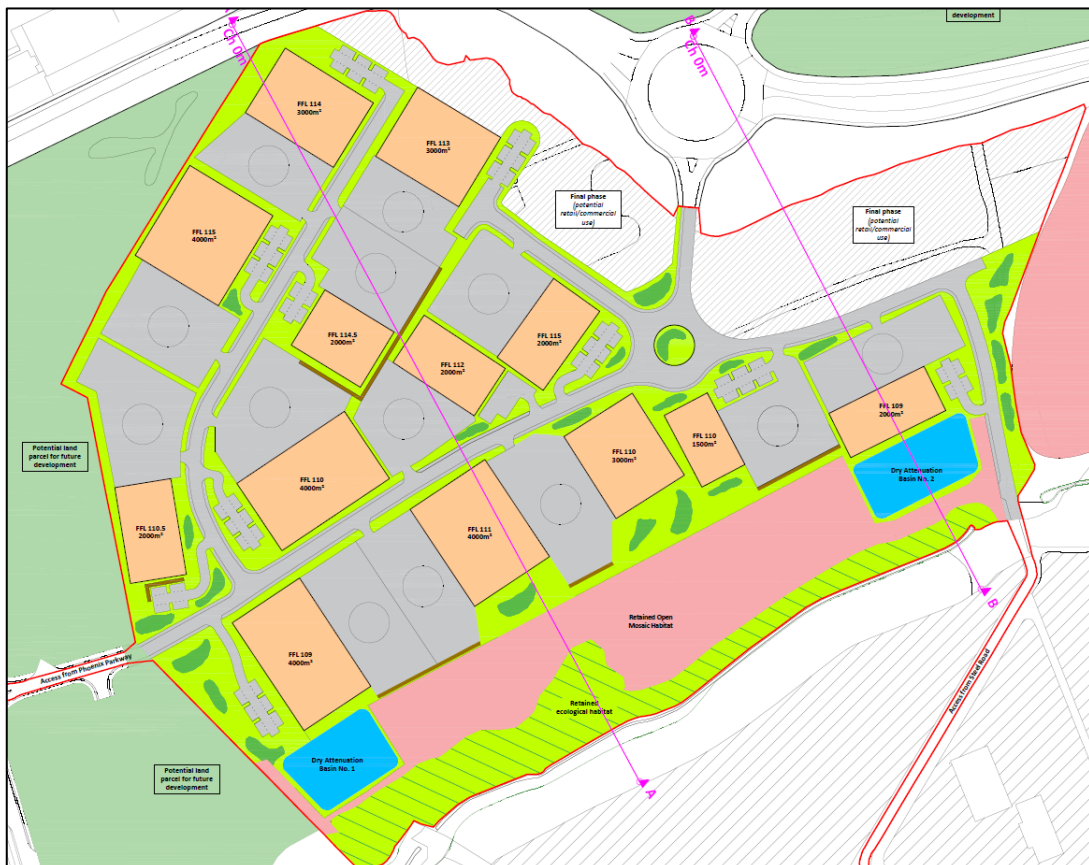 A
Ch 0m
B
Ch 0m
development
FFL 114
3000m²
FFL 113
3000m²
Final phase
(potential
retail/commercial
use)
Final phase
(potential
retail/commercial
use)
FFL 115
4000m²
FFL 114.5
2000m²
FFL 112
2000m²
FFL 115
2000m²
FFL 109
2000m²
FFL 110
3000m²
FFL 110
1500m²
Potential land
parcel for future
development
FFL 110
4000m²
Dry Attenuation
Basin No. 2
FFL 110.5
2000m²
FFL 111
4000m²
B
Retained Open
Mosaic Habitat
FFL 109
4000m²
Access from Phoenix Parkway
Access from Steel Road
Retained
ecological habitat
Dry Attenuation
Basin No. 1
Potential land
parcel for future
development
A